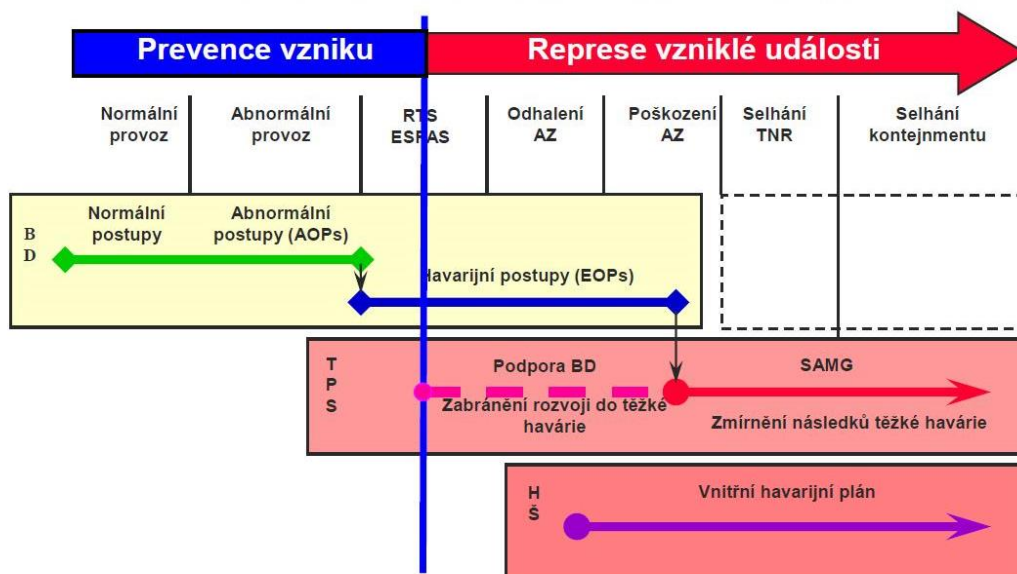 Prevence vzniku
Represe vzniklé události
Normální
provoz
Abnormální
provoz
RTS
ESFAS
Odhalení
AZ
Poškození
AZ
Selhání
TNR
Selhání
kontejnmentu
B
D
Normální
postupy
Abnormální
postupy (AOPs)
Havarijní postupy (EOPs)
T
P
S
Podpora BD
Zabránění rozvoji do těžké
havárie
SAMG
Zmírnění následků těžké havárie
H
Š
Vnitřní havarijní plán